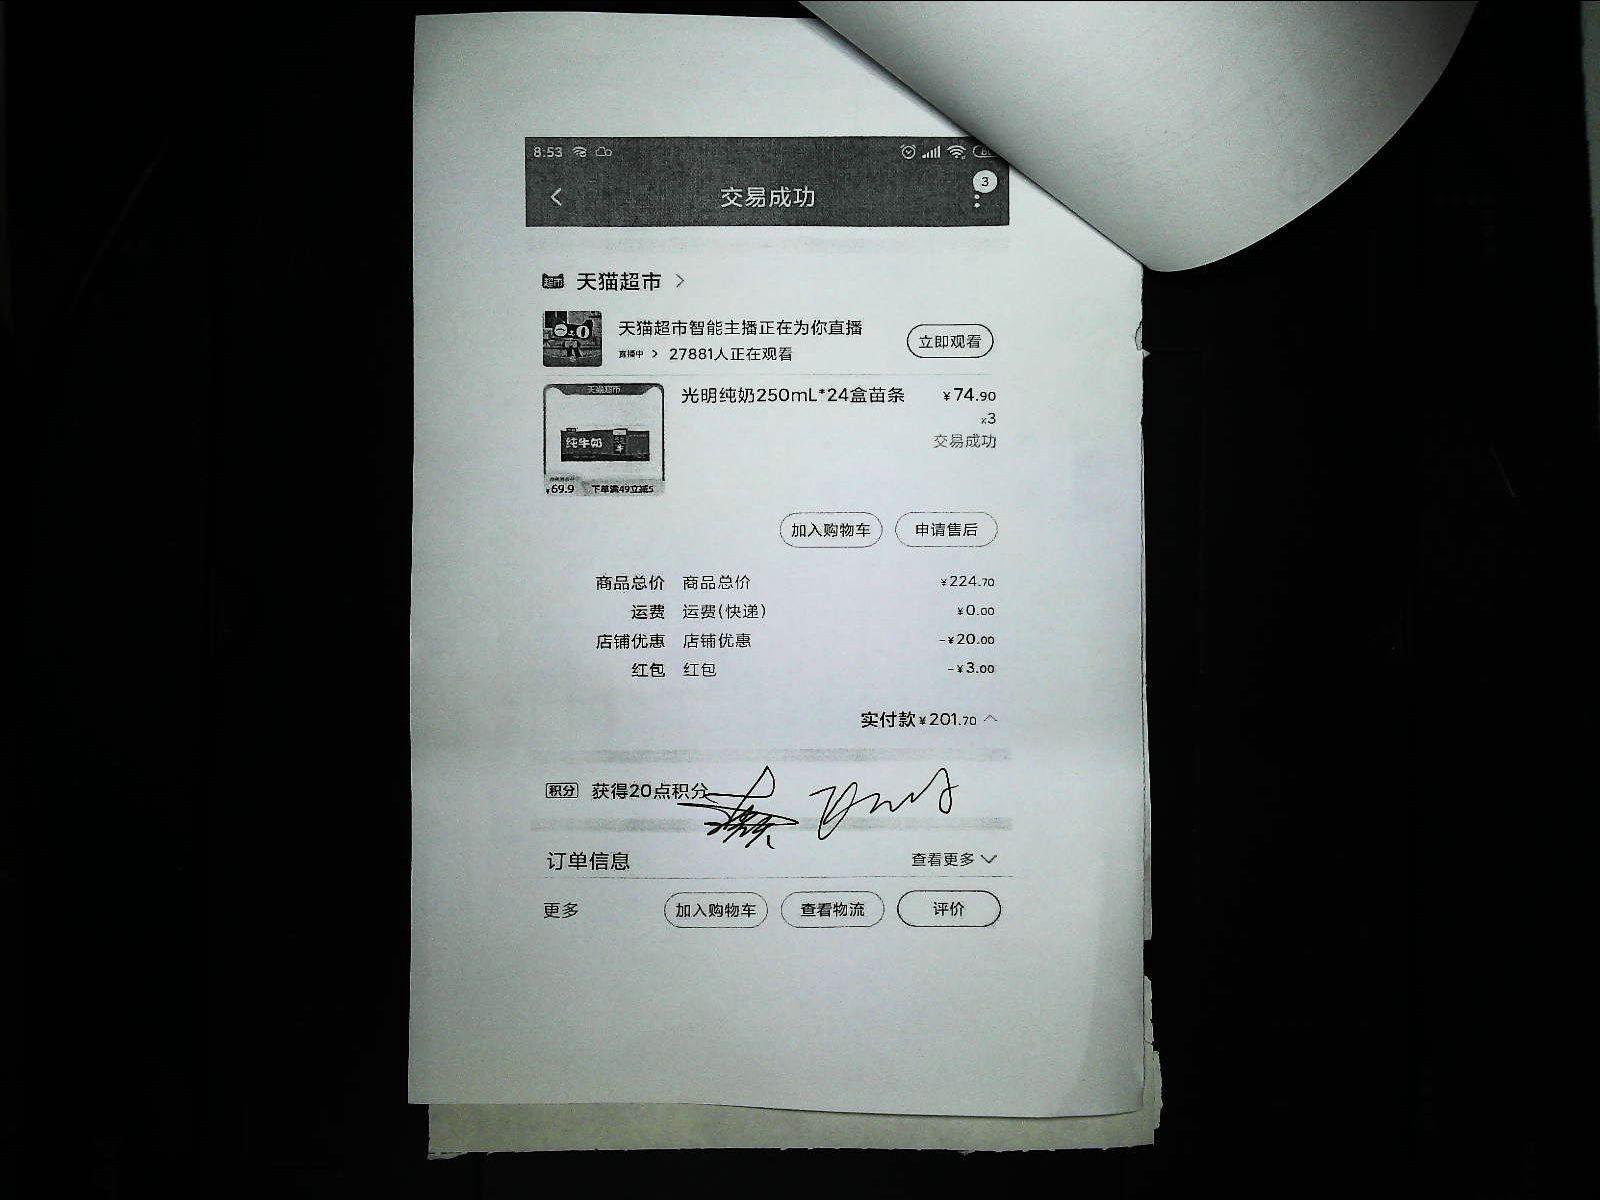 8:53
交易成功
3
超市 天猫超市 >
天猫超市智能主播正在为你直播
直播中 > 27881人正在观看
立即观看
天猫超市
纯牛奶
¥69.9 下单满49立减5
光明纯奶250mL*24盒苗条 ¥74.90
x3
交易成功
加入购物车 申请售后
商品总价 商品总价 ¥224.70
运费 运费(快递) ¥0.00
店铺优惠 店铺优惠 -¥20.00
红包 红包 -¥3.00
实付款 ¥201.70
积分 获得20点积分
订单信息 查看更多
更多 加入购物车 查看物流 评价